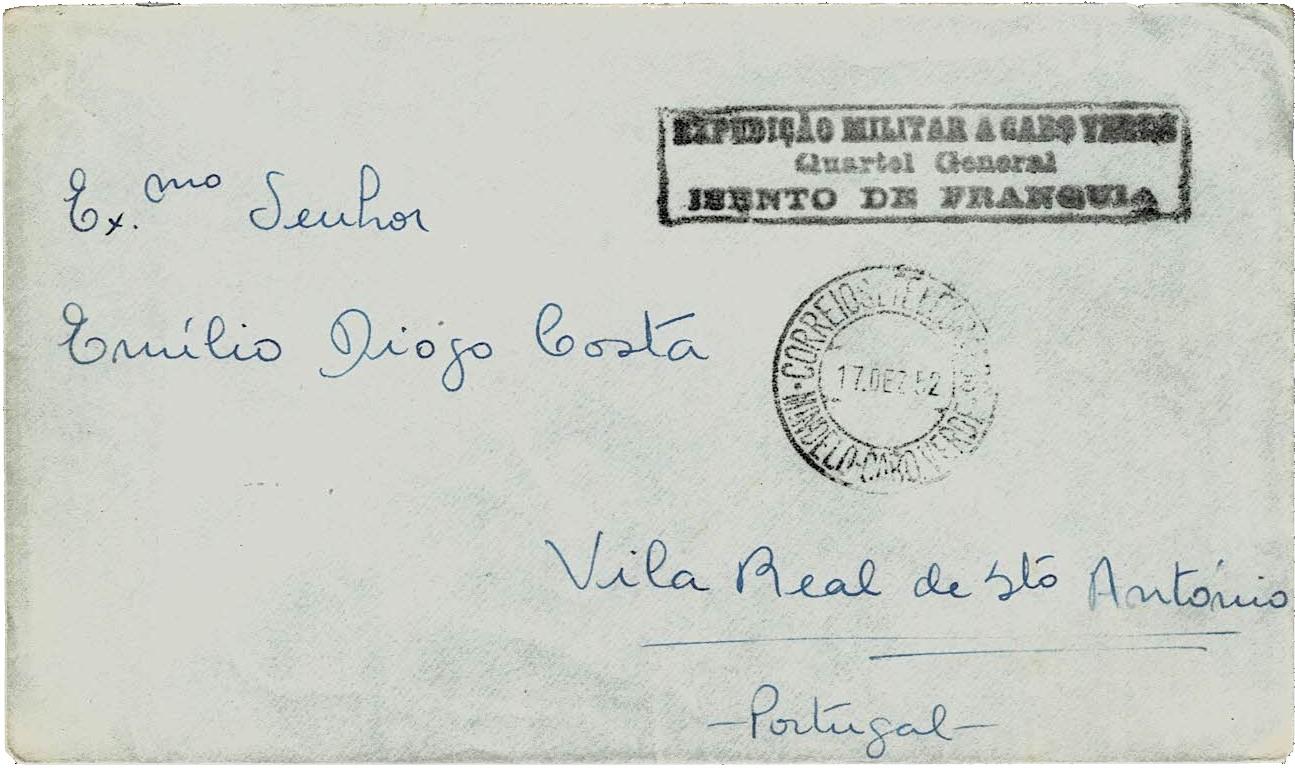 EXPEDIÇÃO MILITAR A CABO VERDE
Quartel General
ISENTO DE FRANQUIA
Ex.mo Senhor
Emílio Diogo Costa
CORREIOS
17.DEZ 52
MINDELO-CABO VERDE
Vila Real de Sto António
-Portugal-